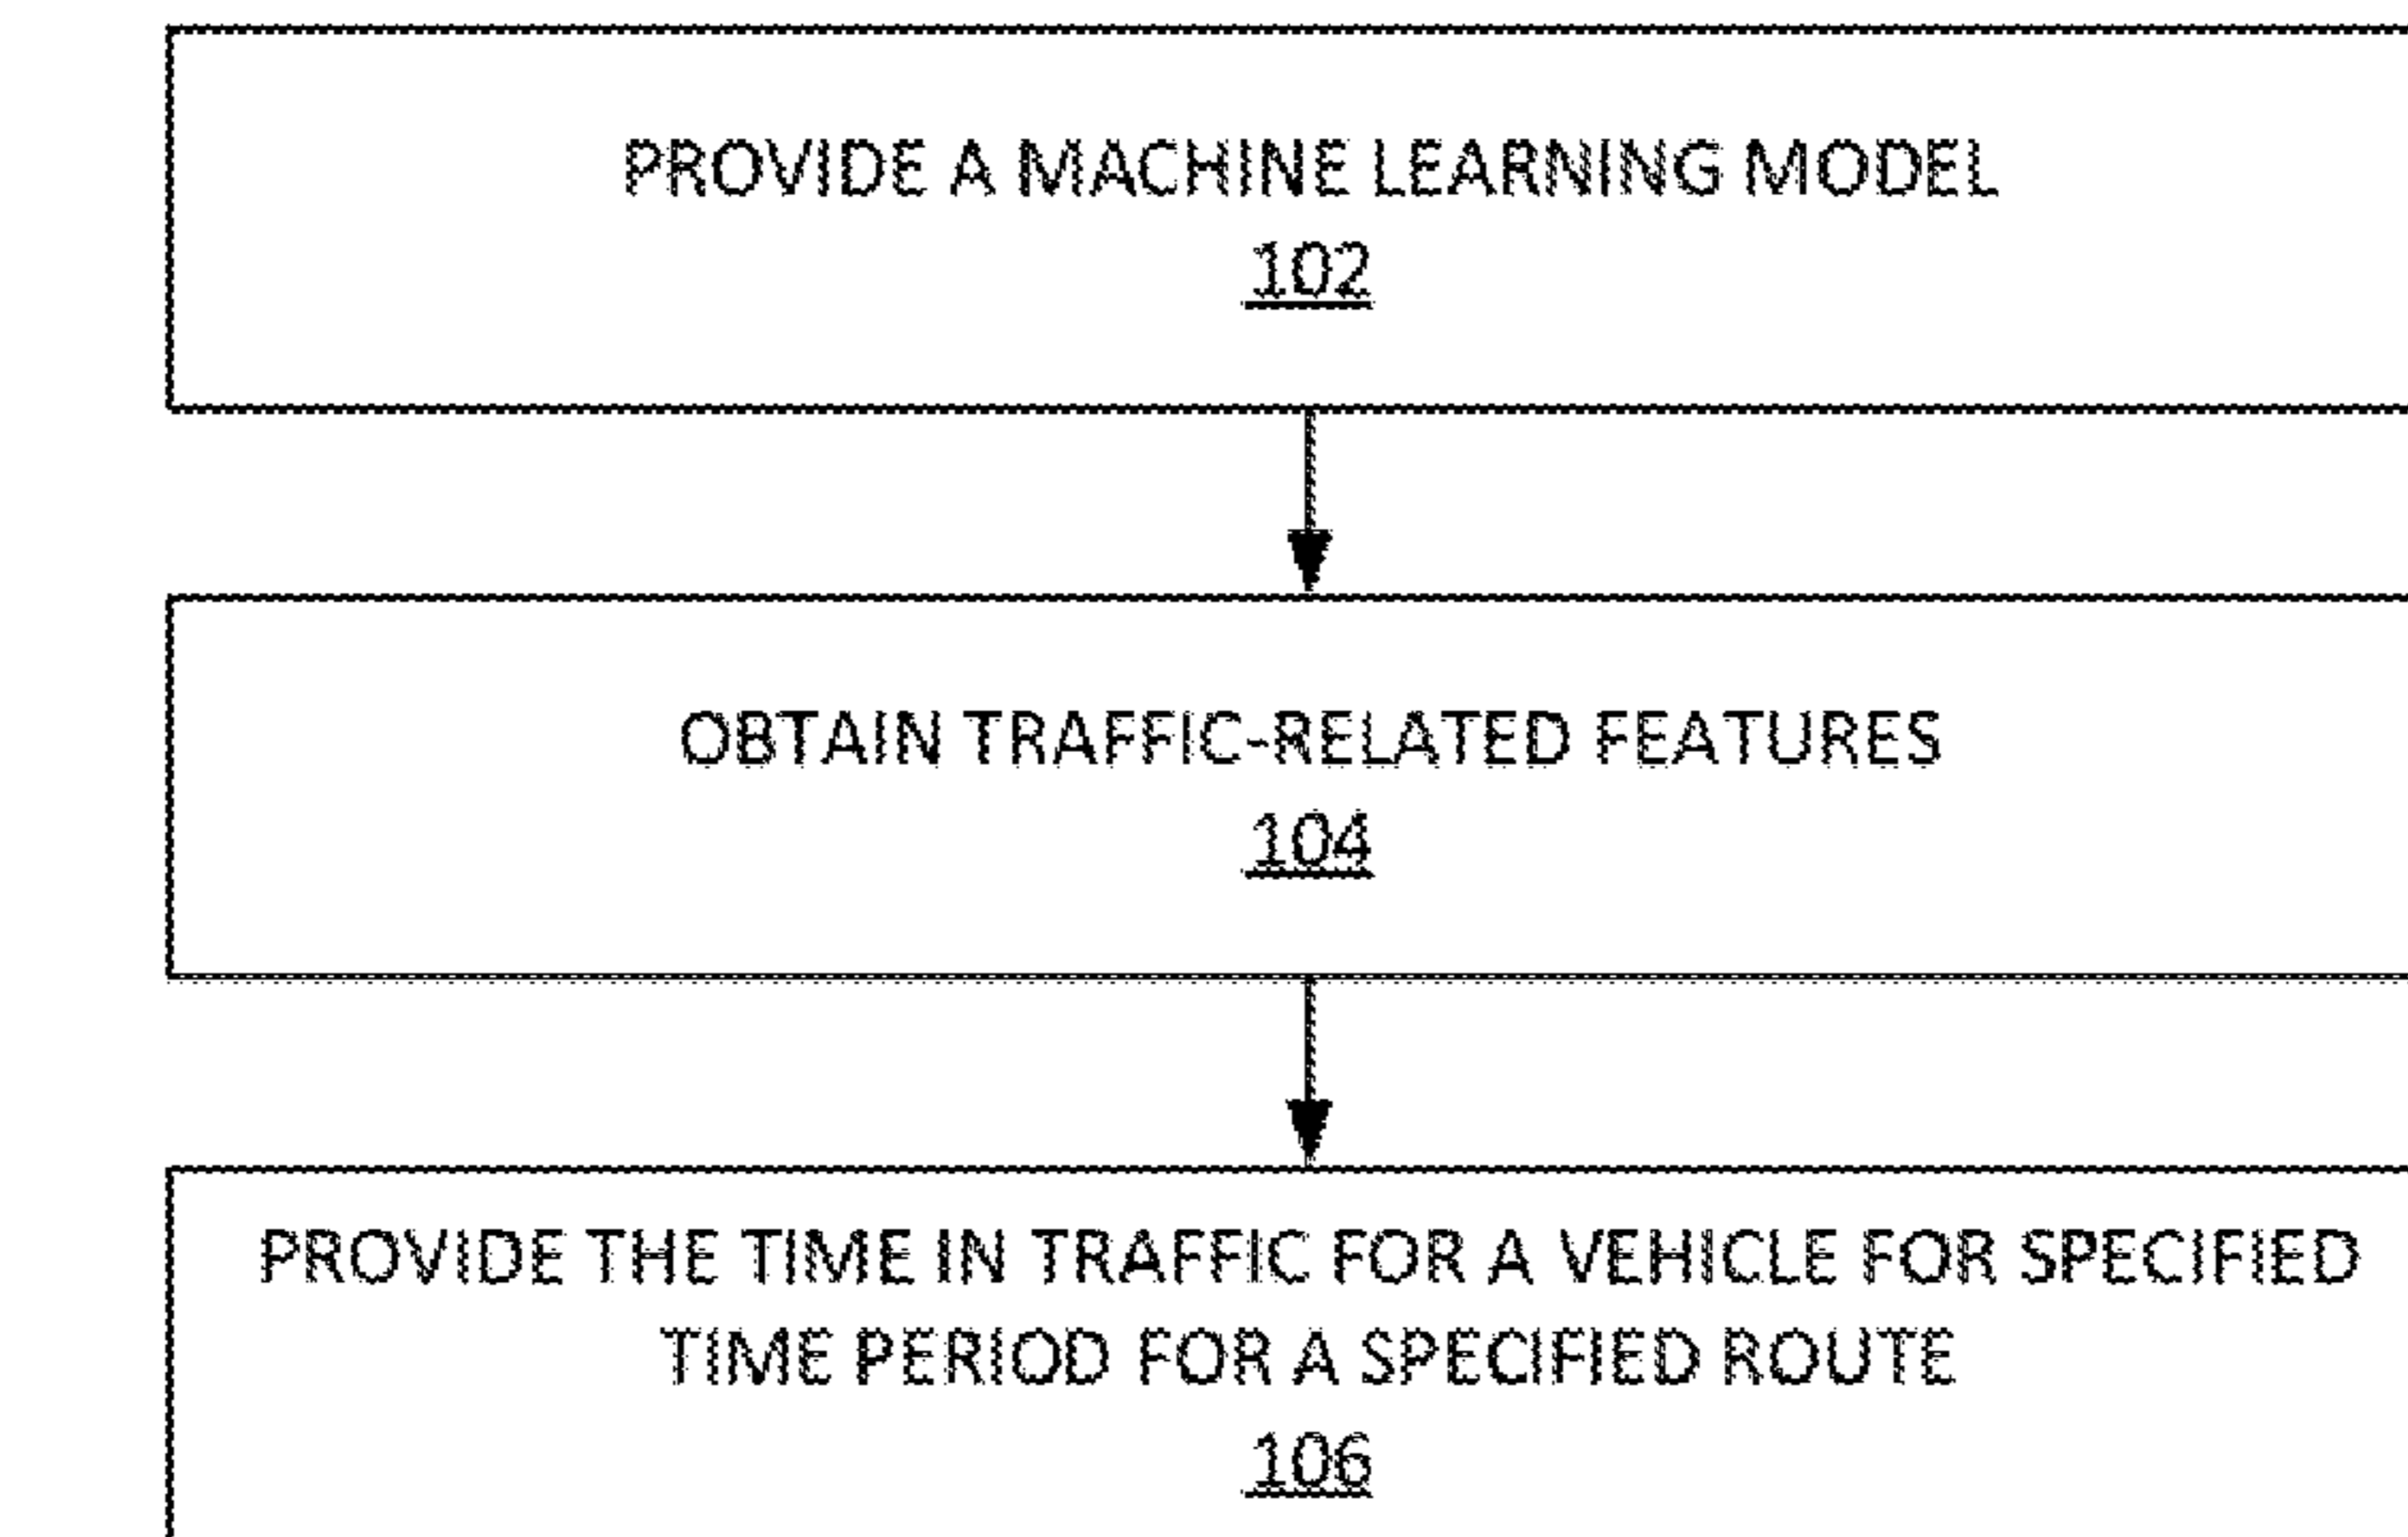 PROVIDE A MACHINE LEARNING MODEL
102
OBTAIN TRAFFIC-RELATED FEATURES
104
PROVIDE THE TIME IN TRAFFIC FOR A VEHICLE FOR SPECIFIED
TIME PERIOD FOR A SPECIFIED ROUTE
106